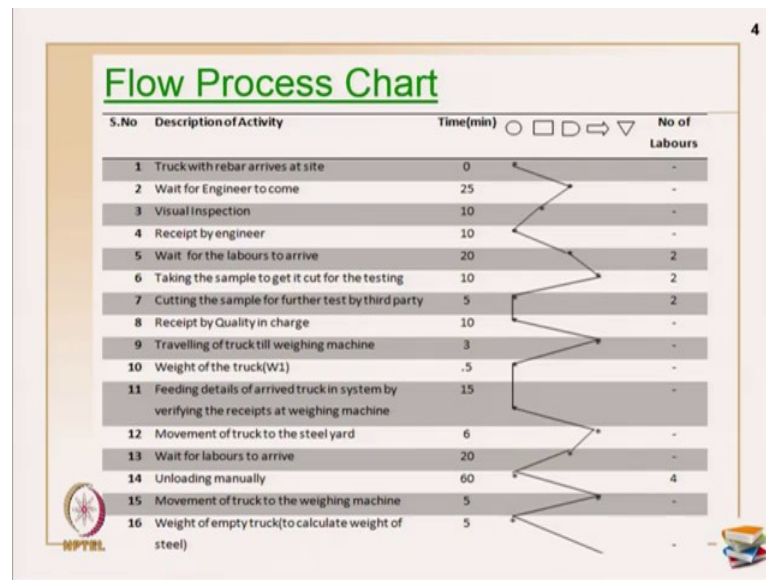 4
Flow Process Chart
S.No Description of Activity Time(min) No of
Labours
1 Truck with rebar arrives at site 0 -
2 Wait for Engineer to come 25 -
3 Visual Inspection 10 -
4 Receipt by engineer 10 -
5 Wait for the labours to arrive 20 2
6 Taking the sample to get it cut for the testing 10 2
7 Cutting the sample for further test by third party 5 2
8 Receipt by Quality in charge 10 -
9 Travelling of truck till weighing machine 3 -
10 Weight of the truck(W1) .5 -
11 Feeding details of arrived truck in system by 15 -
verifying the receipts at weighing machine
12 Movement of truck to the steel yard 6 -
13 Wait for labours to arrive 20 -
14 Unloading manually 60 4
15 Movement of truck to the weighing machine 5 -
16 Weight of empty truck(to calculate weight of 5
steel) -
NPTEL